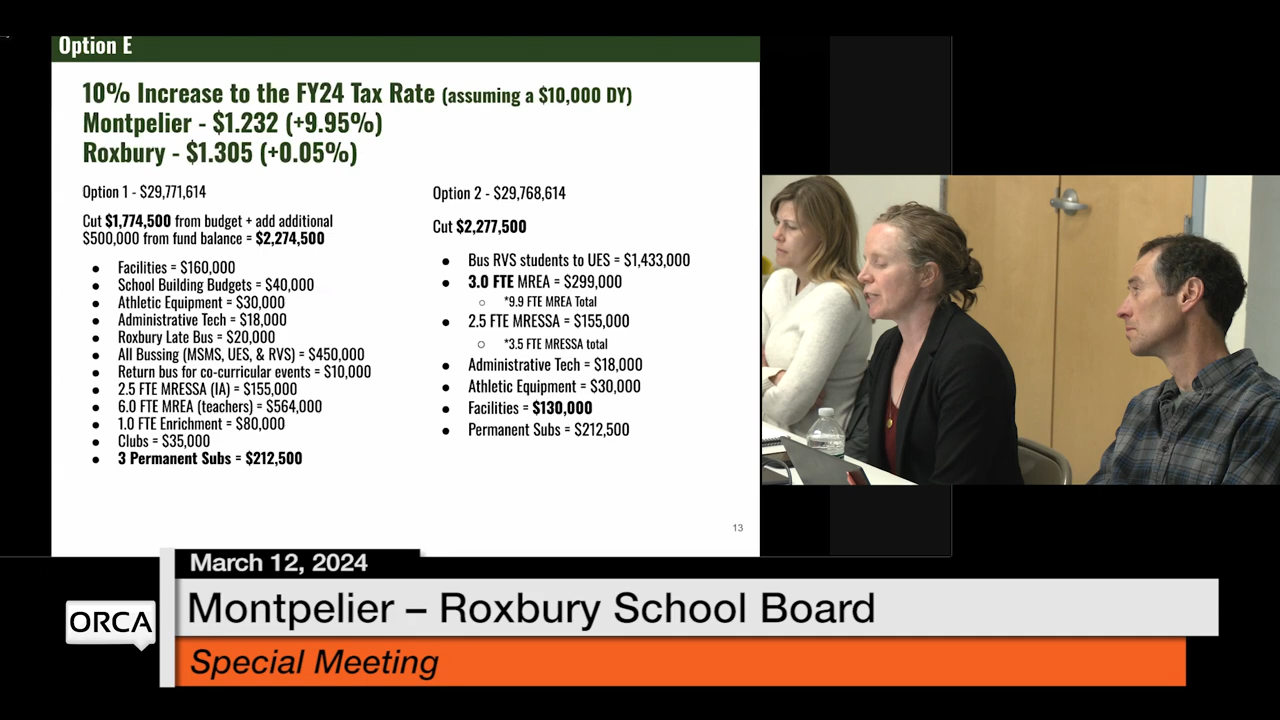 Option E
10% Increase to the FY24 Tax Rate (assuming a $10,000 DY)
Montpelier - $1.232 (+9.95%)
Roxbury - $1.305 (+0.05%)
Option 1 - $29,771,614
Cut $1,774,500 from budget + add additional
$500,000 from fund balance = $2,274,500
● Facilities = $160,000
● School Building Budgets = $40,000
● Athletic Equipment = $30,000
● Administrative Tech = $18,000
● Roxbury Late Bus = $20,000
● All Bussing (MSMS, UES, & RVS) = $450,000
● Return bus for co-curricular events = $10,000
● 2.5 FTE MRESSA (IA) = $155,000
● 6.0 FTE MREA (teachers) = $564,000
● 1.0 FTE Enrichment = $80,000
● Clubs = $35,000
● 3 Permanent Subs = $212,500
Option 2 - $29,768,614
Cut $2,277,500
● Bus RVS students to UES = $1,433,000
● 3.0 FTE MREA = $299,000
○ *9.9 FTE MREA Total
● 2.5 FTE MRESSA = $155,000
○ *3.5 FTE MRESSA total
● Administrative Tech = $18,000
● Athletic Equipment = $30,000
● Facilities = $130,000
● Permanent Subs = $212,500
13
March 12, 2024
ORCA
Montpelier – Roxbury School Board
Special Meeting